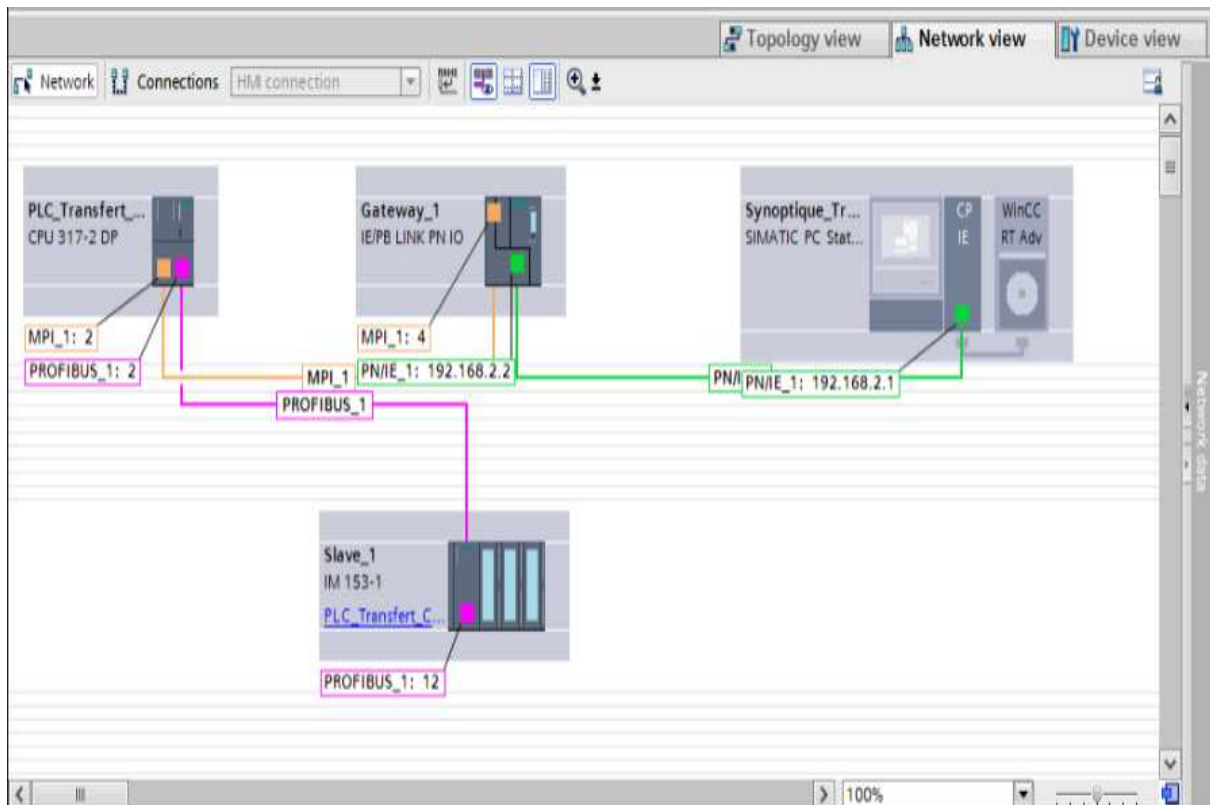 Topology view
Network view
Device view
Network
Connections
HMI connection
PLC_Transfert_...
CPU 317-2 DP
Gateway_1
IE/PB LINK PN IO
Synoptique_Tr...
SIMATIC PC Stat...
CP
IE
WinCC
RT Adv
MPI_1: 2
PROFIBUS_1: 2
MPI_1: 4
PN/IE_1: 192.168.2.2
MPI_1
PROFIBUS_1
PN/I
PN/IE_1: 192.168.2.1
Network data
Slave_1
IM 153-1
PLC_Transfert_C...
PROFIBUS_1: 12
100%